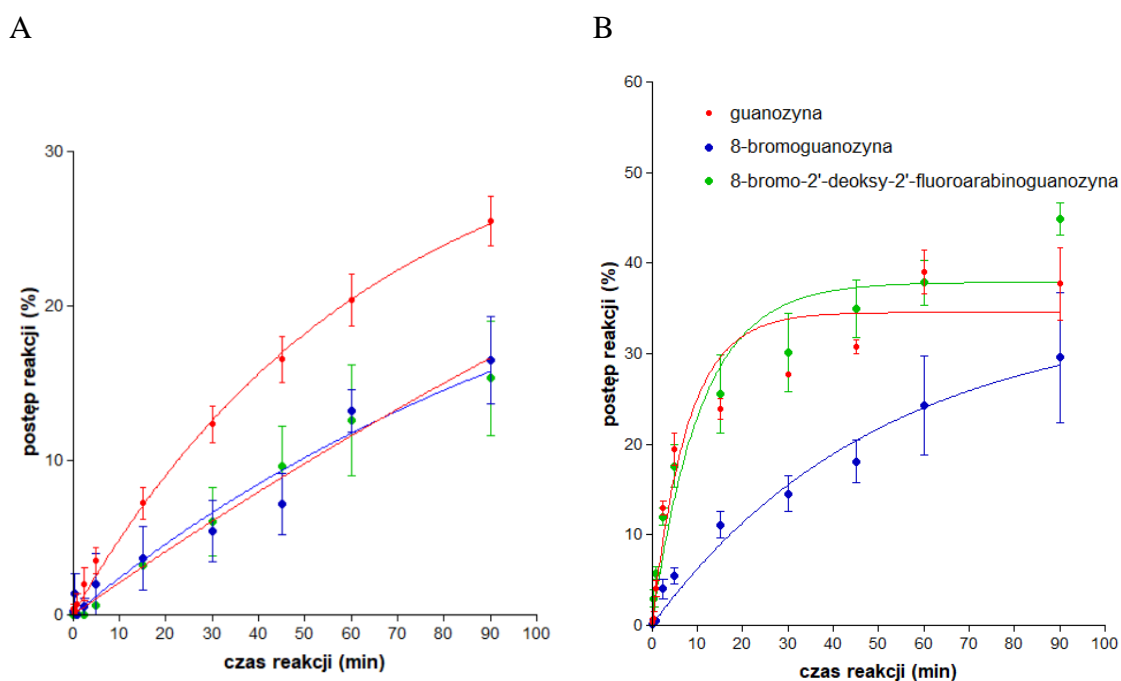 A
B
30
20
10
0
0 10 20 30 40 50 60 70 80 90 100
postęp reakcji (%)
czas reakcji (min)
60
50
40
30
20
10
0
0 10 20 30 40 50 60 70 80 90 100
postęp reakcji (%)
czas reakcji (min)
guanozyna
8-bromoguanozyna
8-bromo-2'-deoksy-2'-fluoroarabinoguanozyna